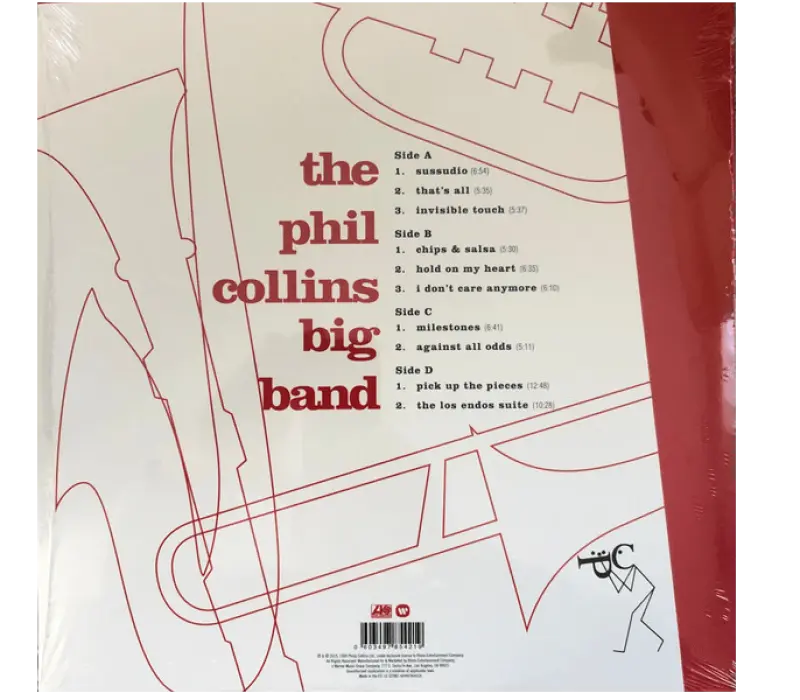 the
phil
collins
big
band
Side A
1. sussudio (6:54)
2. that's all (5:35)
3. invisible touch (5:37)
Side B
1. chips & salsa (5:30)
2. hold on my heart (6:35)
3. i don't care anymore (6:10)
Side C
1. milestones (6:41)
2. against all odds (5:11)
Side D
1. pick up the pieces (12:48)
2. the los endos suite (10:28)
PC